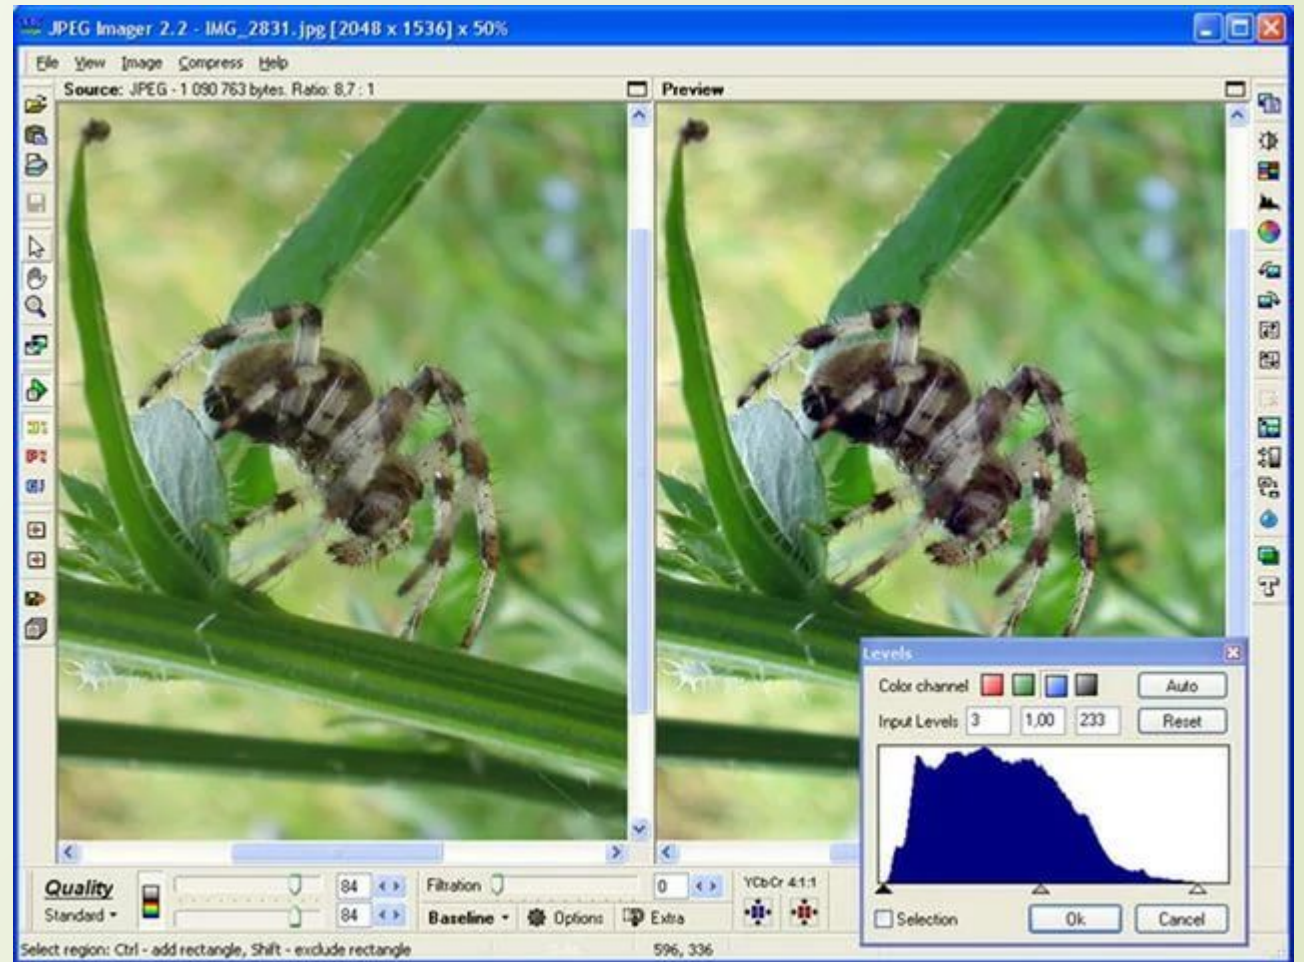 JPEG Imager 2.2 - IMG_2831.jpg [2048 x 1536] x 50%
File View Image Compress Help
Source: JPEG - 1 090 763 bytes. Ratio: 8,7 : 1
Preview
Levels
Color channel Auto
Input Levels 3 1,00 233 Reset
Selection Ok Cancel
Quality 84 Filtration 0 YCbCr 4:1:1
Standard 84 Baseline Options Extra
Select region: Ctrl - add rectangle, Shift - exclude rectangle 596, 336